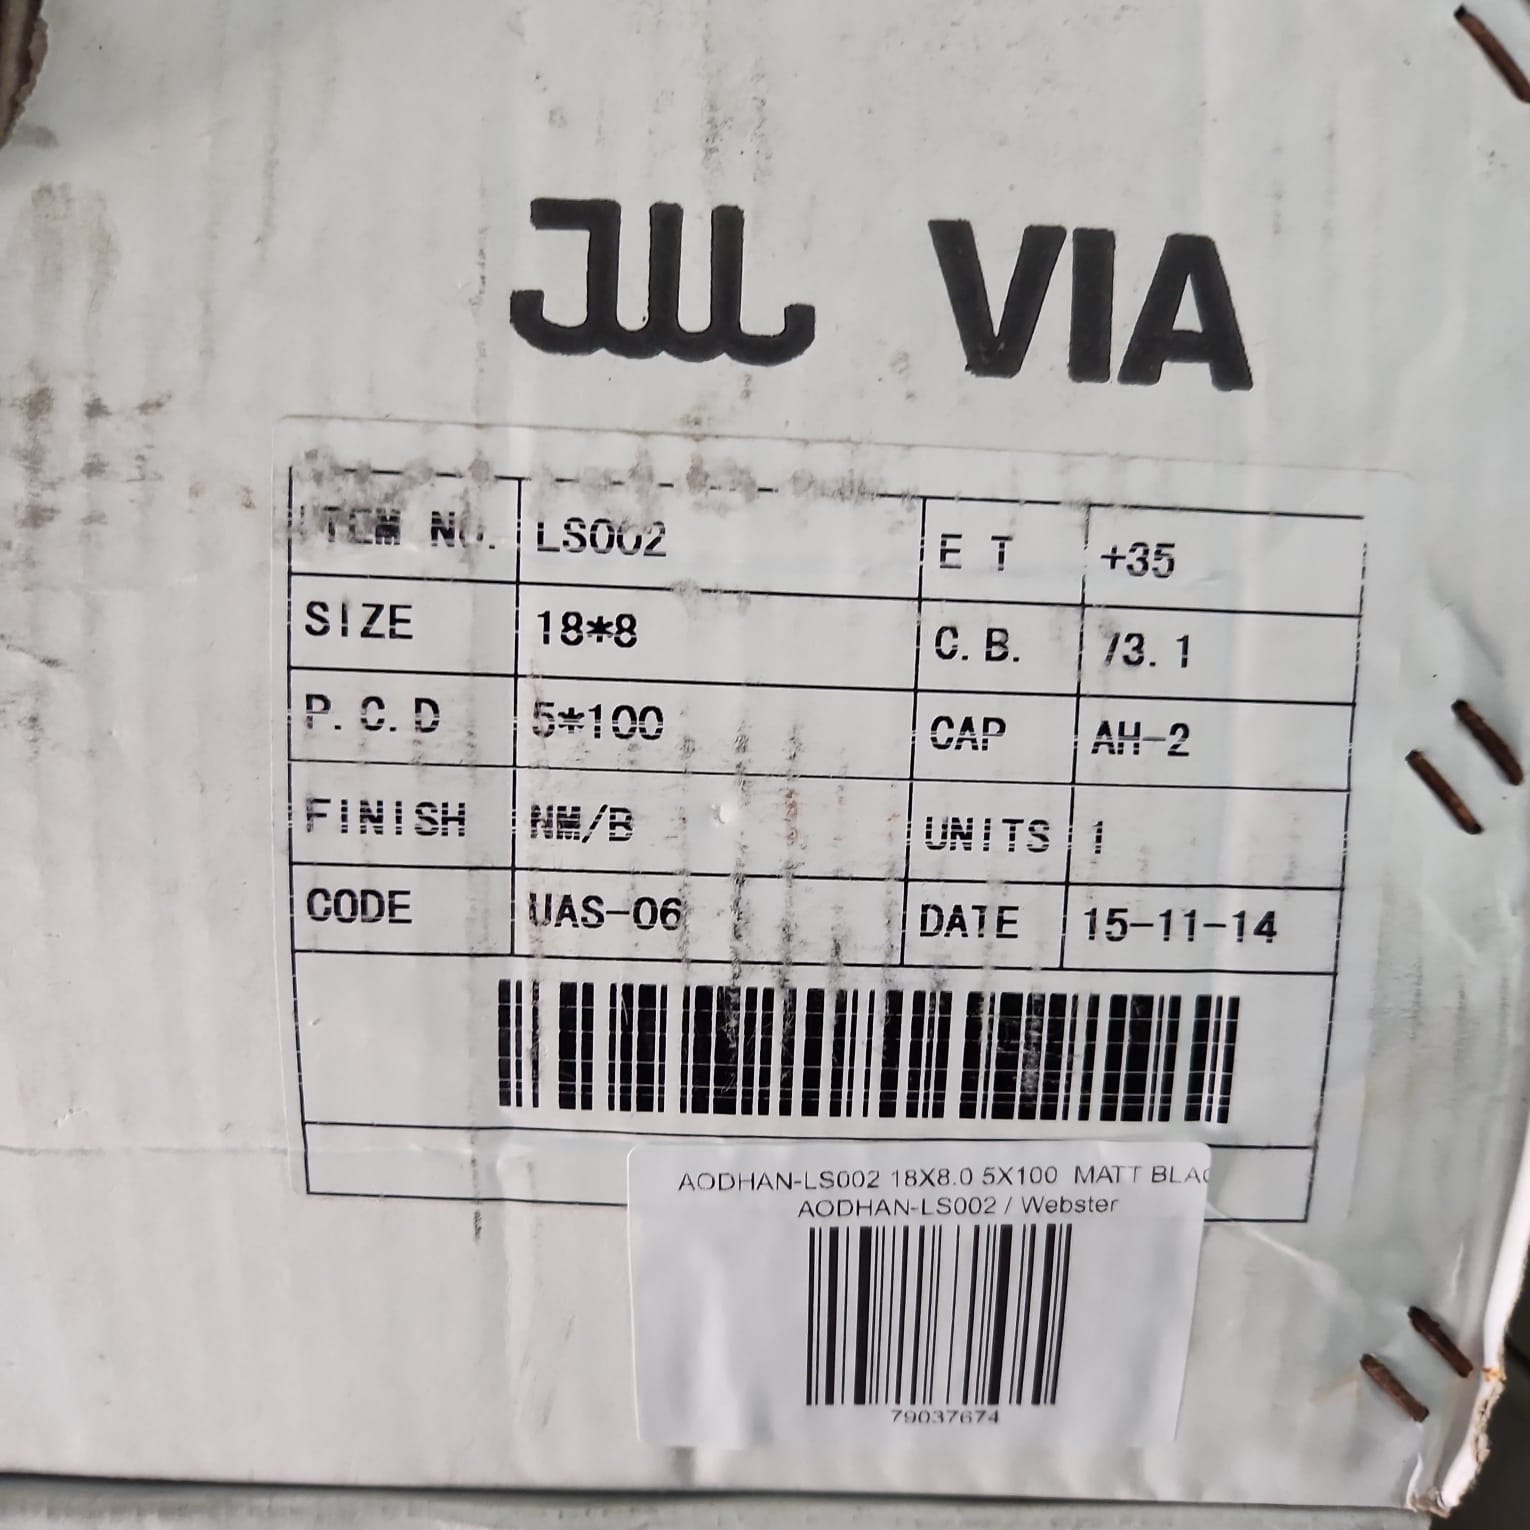 JWL VIA
ITEM NO. LS002 E T +35
SIZE 18*8 C. B. 73. 1
P. C. D 5*100 CAP AH-2
FINISH NM/B UNITS 1
CODE UAS-06 DATE 15-11-14
AODHAN-LS002 18X8.0 5X100 MATT BLAC
AODHAN-LS002 / Webster
79037674